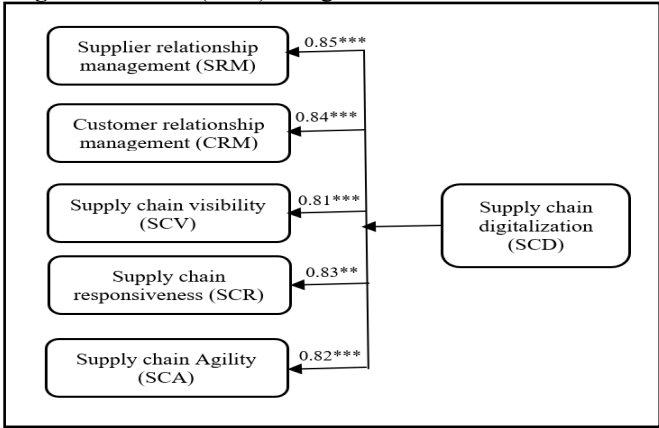 Supplier relationship
management (SRM)
0.85***
Customer relationship
management (CRM)
0.84***
Supply chain visibility
(SCV)
0.81***
Supply chain
digitalization
(SCD)
Supply chain
responsiveness (SCR)
0.83**
Supply chain Agility
(SCA)
0.82***